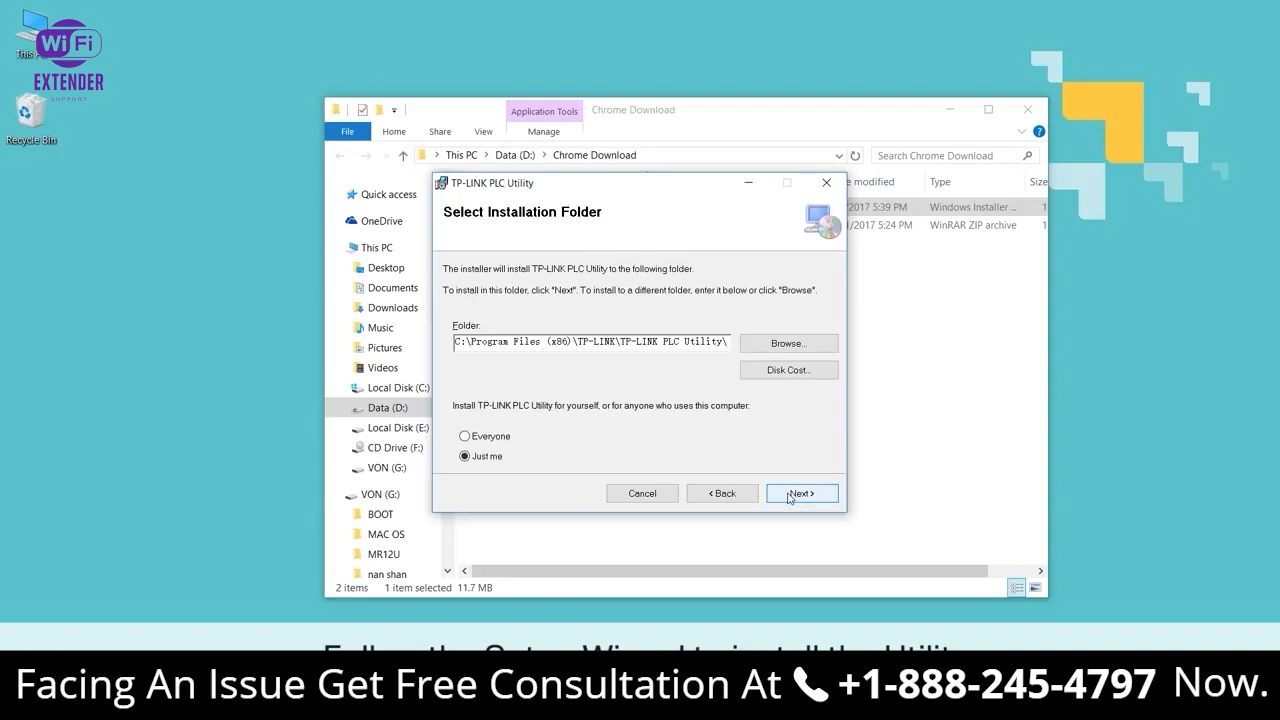 This P
WiFi
EXTENDER
SUPPORT
Recycle Bin
Application Tools
Chrome Download
File
Home
Share
View
Manage
This PC
Data (D:)
Chrome Download
Search Chrome Download
e modified
Type
Size
/2017 5:39 PM
Windows Installer ...
1
/2017 5:24 PM
WinRAR ZIP archive
1
Quick access
OneDrive
This PC
Desktop
Documents
Downloads
Music
Pictures
Videos
Local Disk (C:)
Data (D:)
Local Disk (E:)
CD Drive (F:)
VON (G:)
VON (G:)
BOOT
MAC OS
MR12U
nan shan
TP-LINK PLC Utility
Select Installation Folder
The installer will install TP-LINK PLC Utility to the following folder.
To install in this folder, click "Next". To install to a different folder, enter it below or click "Browse".
Folder:
C:\Program Files (x86)\TP-LINK\TP-LINK PLC Utility\
Browse...
Disk Cost...
Install TP-LINK PLC Utility for yourself, or for anyone who uses this computer:
Everyone
Just me
Cancel
< Back
Next >
2 items
1 item selected
11.7 MB
Facing An Issue Get Free Consultation At +1-888-245-4797 Now.